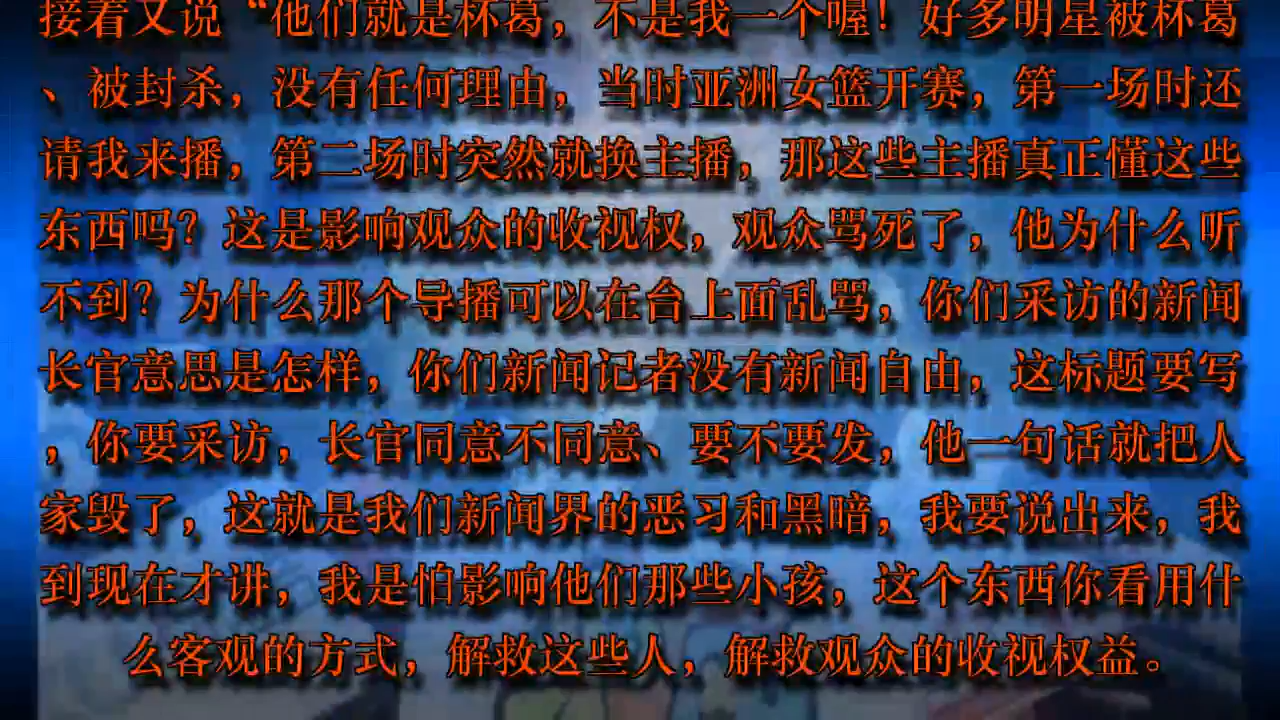 接着又说“他们就是杯葛，不是我一个喔！好多明星被杯葛
、被封杀，没有任何理由，当时亚洲女篮开赛，第一场时还
请我来播，第二场时突然就换主播，那这些主播真正懂这些
东西吗？这是影响观众的收视权，观众骂死了，他为什么听
不到？为什么那个导播可以在台上面乱骂，你们采访的新闻
长官意思是怎样，你们新闻记者没有新闻自由，这标题要写
，你要采访，长官同意不同意、要不要发，他一句话就把人
家毁了，这就是我们新闻界的恶习和黑暗，我要说出来，我
到现在才讲，我是怕影响他们那些小孩，这个东西你看用什
么客观的方式，解救这些人，解救观众的收视权益。